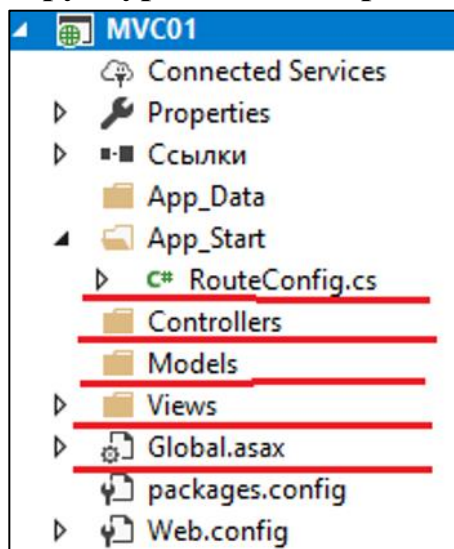 MVC01
Connected Services
Properties
Ссылки
App_Data
App_Start
C# RouteConfig.cs
Controllers
Models
Views
Global.asax
packages.config
Web.config